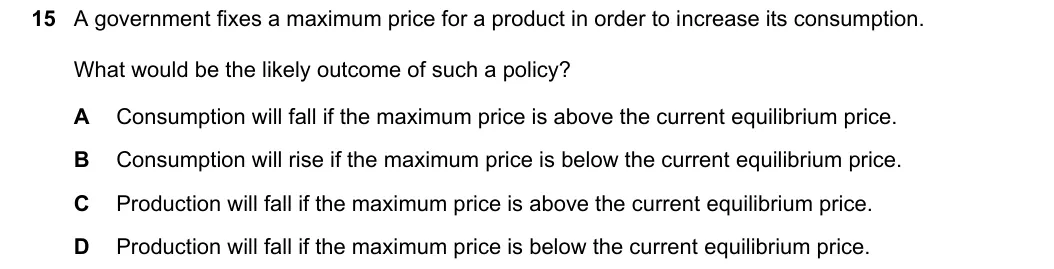 15 A government fixes a maximum price for a product in order to increase its consumption.
What would be the likely outcome of such a policy?
A Consumption will fall if the maximum price is above the current equilibrium price.
B Consumption will rise if the maximum price is below the current equilibrium price.
C Production will fall if the maximum price is above the current equilibrium price.
D Production will fall if the maximum price is below the current equilibrium price.